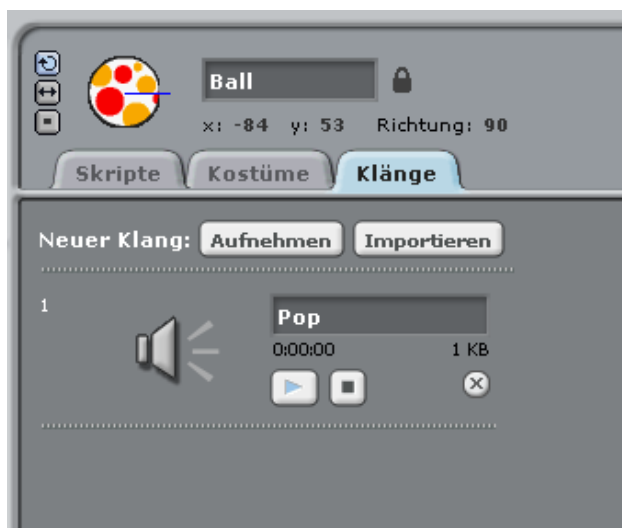 Ball
x: -84 y: 53 Richtung: 90
Skripte Kostüme Klänge
Neuer Klang: Aufnehmen Importieren
1
Pop
0:00:00 1 KB